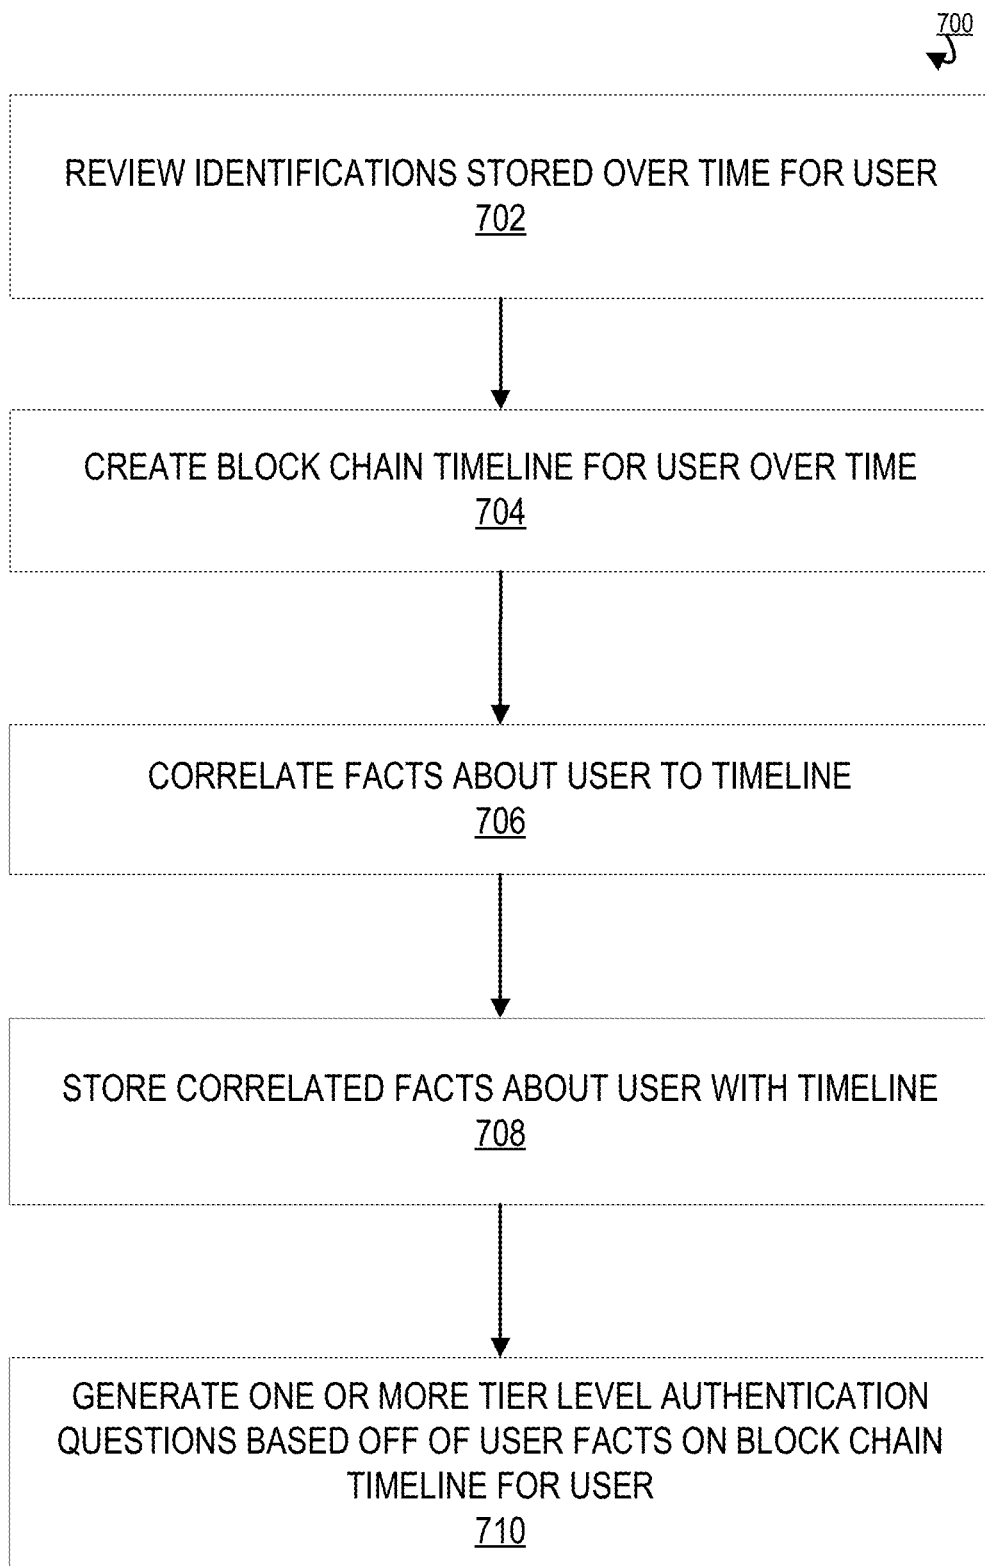 700
REVIEW IDENTIFICATIONS STORED OVER TIME FOR USER
702
CREATE BLOCK CHAIN TIMELINE FOR USER OVER TIME
704
CORRELATE FACTS ABOUT USER TO TIMELINE
706
STORE CORRELATED FACTS ABOUT USER WITH TIMELINE
708
GENERATE ONE OR MORE TIER LEVEL AUTHENTICATION
QUESTIONS BASED OFF OF USER FACTS ON BLOCK CHAIN
TIMELINE FOR USER
710